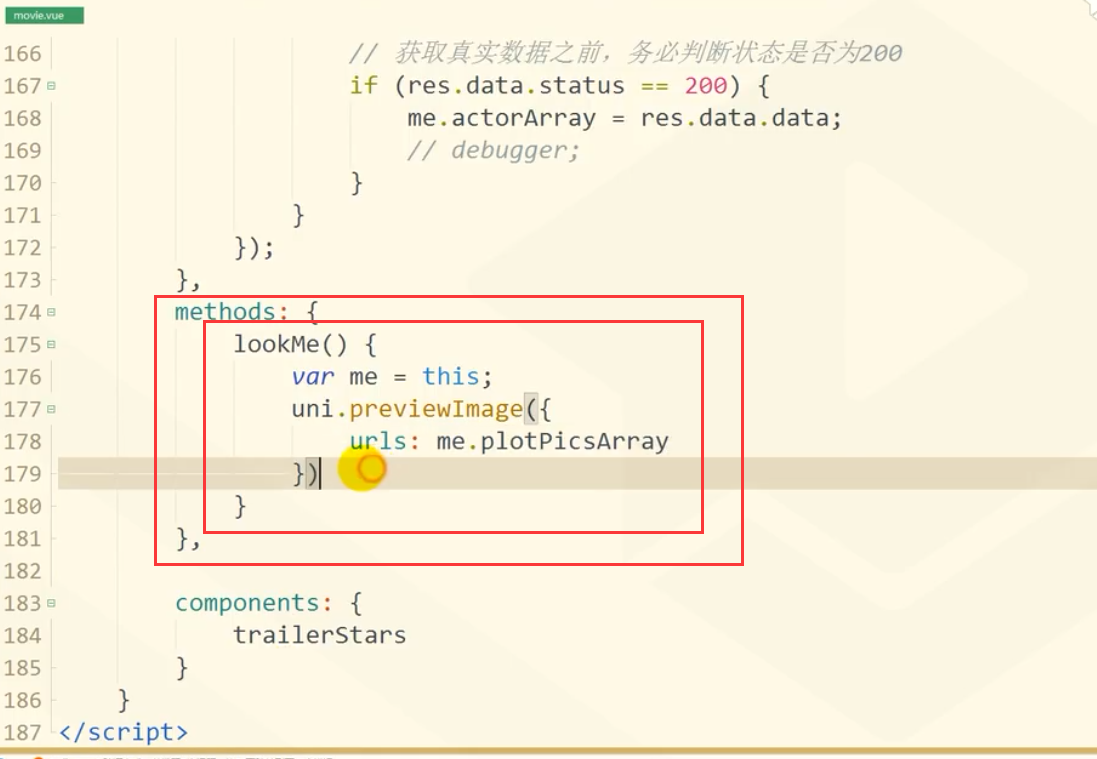 movie.vue
166 // 获取真实数据之前，务必判断状态是否为200
167 if (res.data.status == 200) {
168 me.actorArray = res.data.data;
169 // debugger;
170 }
171 }
172 });
173 },
174 methods: {
175 lookMe() {
176 var me = this;
177 uni.previewImage({
178 urls: me.plotPicsArray
179 })
180 }
181 },
182
183 components: {
184 trailerStars
185 }
186 }
187 </script>